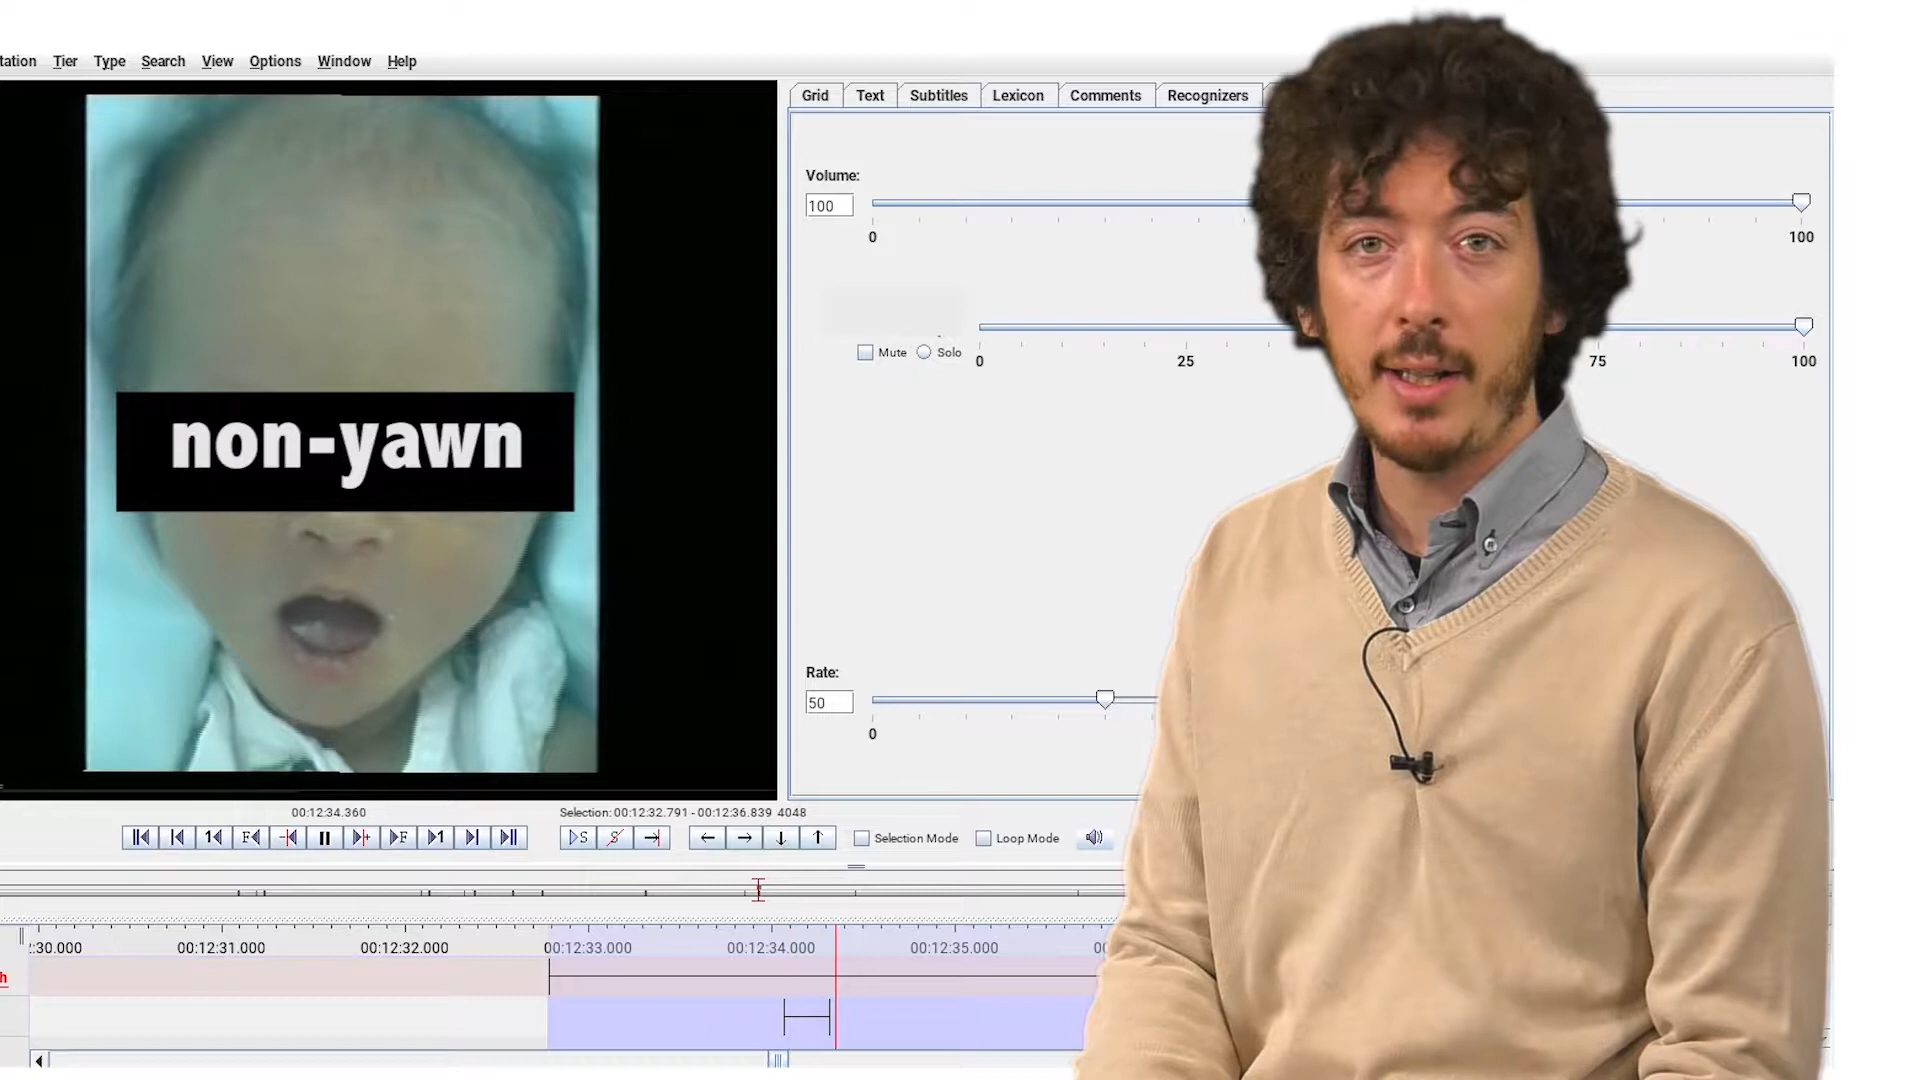 tation Tier Type Search View Options Window Help
Grid Text Subtitles Lexicon Comments Recognizers
Volume:
100
0 100
Mute Solo 0 25 75 100
non-yawn
Rate:
50
0
00:12:34.360 Selection: 00:12:32.791 - 00:12:36.839 4048
1 F + F 1 S S Selection Mode Loop Mode
:30.000 00:12:31.000 00:12:32.000 00:12:33.000 00:12:34.000 00:12:35.000 00
h